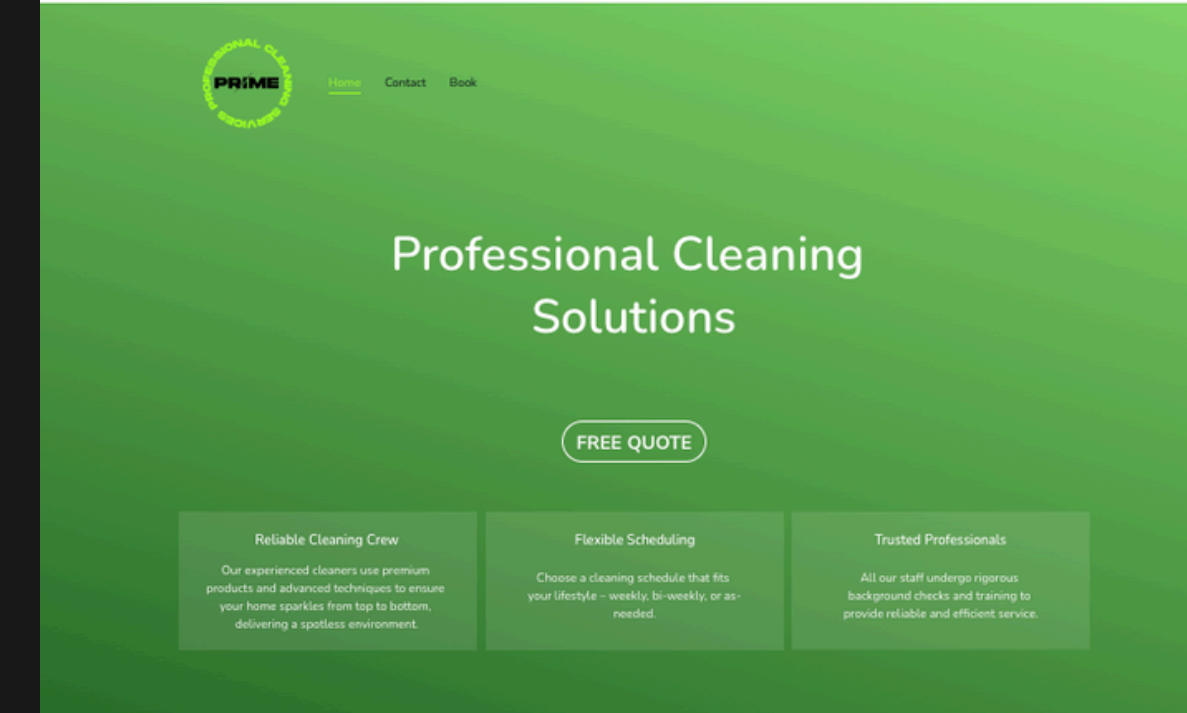 PROFESSIONAL CLEANING SERVICES
PRIME
Home Contact Book
Professional Cleaning
Solutions
FREE QUOTE
Reliable Cleaning Crew
Our experienced cleaners use premium
products and advanced techniques to ensure
your home sparkles from top to bottom,
delivering a spotless environment.
Flexible Scheduling
Choose a cleaning schedule that fits
your lifestyle – weekly, bi-weekly, or as-
needed.
Trusted Professionals
All our staff undergo rigorous
background checks and training to
provide reliable and efficient service.